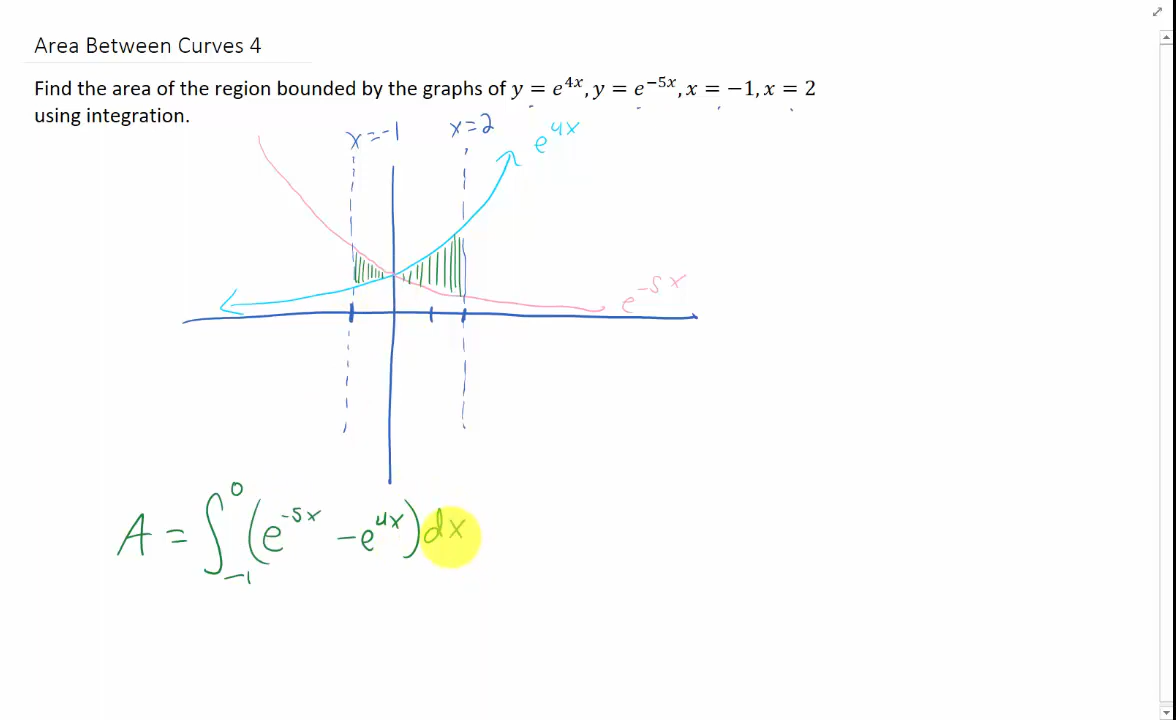 Area Between Curves 4
Find the area of the region bounded by the graphs of y = e^{4x}, y = e^{-5x}, x = −1, x = 2
using integration.
x=-1 x=2 e^{4x}
e^{-5x}
A = ∫_{-1}^{0} (e^{-5x} - e^{4x}) dx